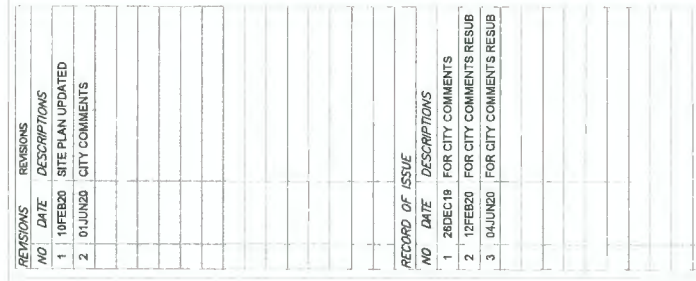 REVISIONS REVISIONS
NO DATE DESCRIPTIONS
1 10FEB20 SITE PLAN UPDATED
2 01JUN20 CITY COMMENTS
RECORD OF ISSUE
NO DATE DESCRIPTIONS
1 26DEC19 FOR CITY COMMENTS
2 12FEB20 FOR CITY COMMENTS RESUB
3 04JUN20 FOR CITY COMMENTS RESUB